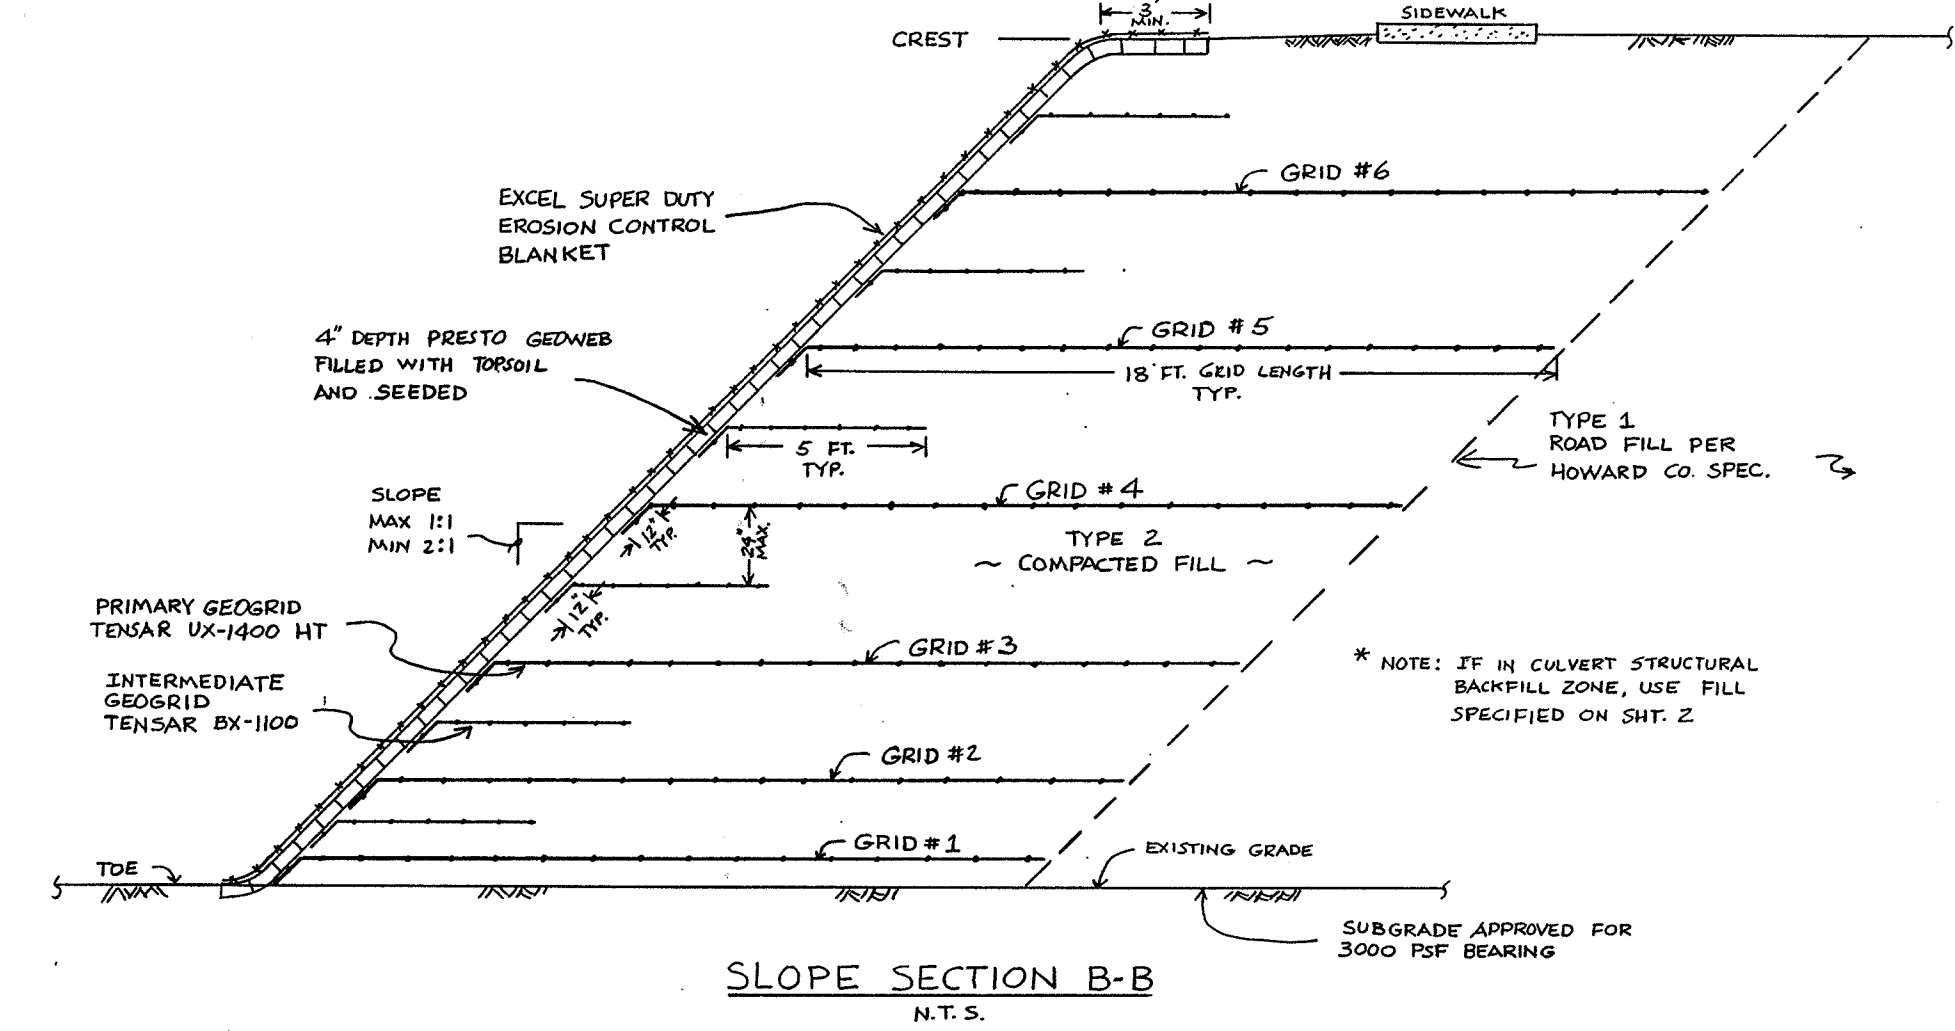 3'
MIN.
SIDEWALK
CREST
GRID #6
EXCEL SUPER DUTY
EROSION CONTROL
BLANKET
GRID #5
4" DEPTH PRESTO GEOWEB
FILLED WITH TOPSOIL
AND SEEDED
18 FT. GRID LENGTH
TYP.
TYPE 1
ROAD FILL PER
HOWARD CO. SPEC.
5 FT.
TYP.
SLOPE
MAX 1:1
MIN 2:1
GRID #4
12"
TYP.
24"
MAX.
TYPE 2
~ COMPACTED FILL ~
12"
TYP.
PRIMARY GEOGRID
TENSAR UX-1400 HT
GRID #3
* NOTE: IF IN CULVERT STRUCTURAL
BACKFILL ZONE, USE FILL
SPECIFIED ON SHT. 2
INTERMEDIATE
GEOGRID
TENSAR BX-1100
GRID #2
GRID #1
TOE
EXISTING GRADE
SUBGRADE APPROVED FOR
3000 PSF BEARING
SLOPE SECTION B-B
N.T.S.